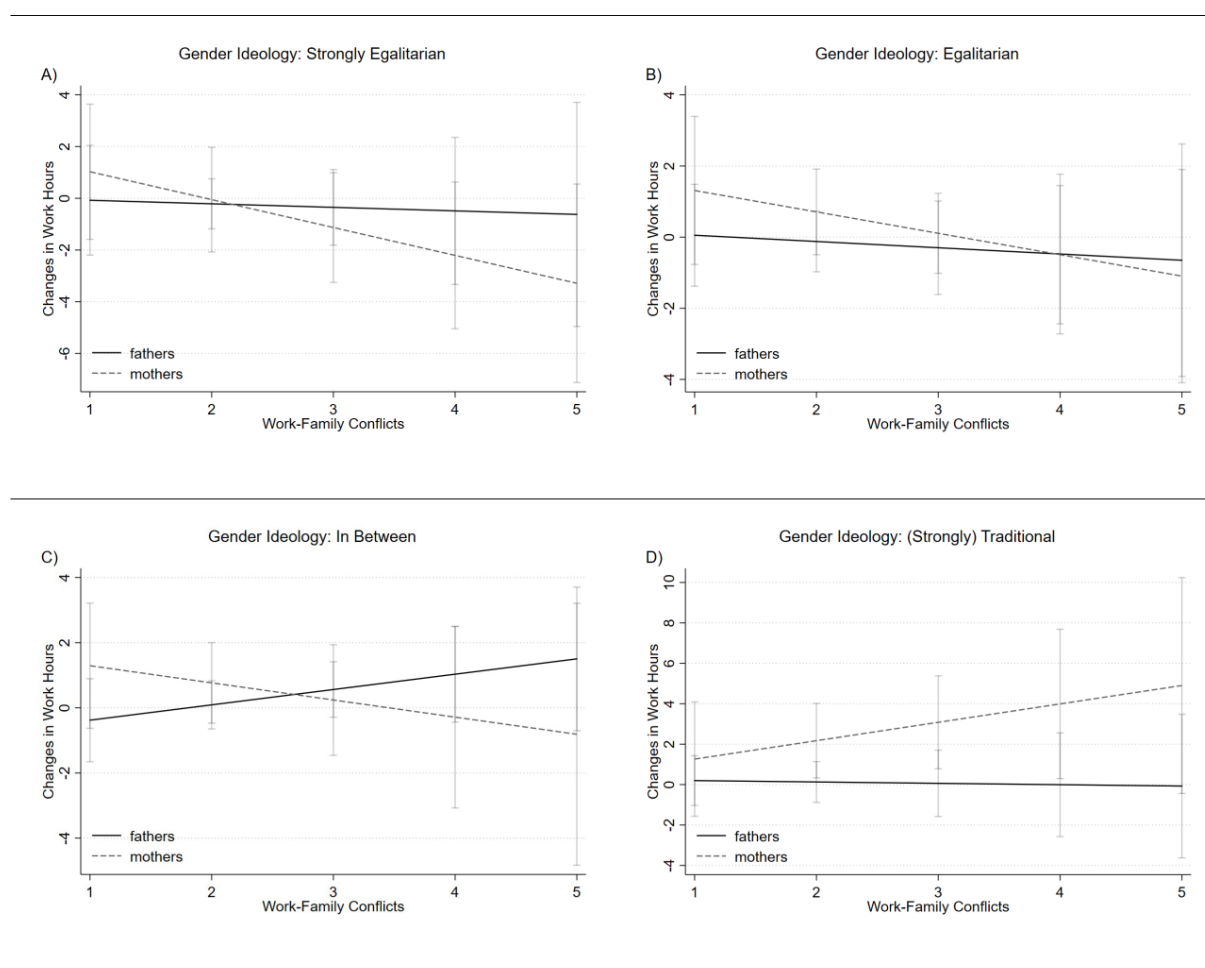 Gender Ideology: Strongly Egalitarian
A)
Changes in Work Hours
4
2
0
-2
-4
-6
fathers
mothers
1 2 3 4 5
Work-Family Conflicts
Gender Ideology: Egalitarian
B)
Changes in Work Hours
4
2
0
-2
-4
fathers
mothers
1 2 3 4 5
Work-Family Conflicts
Gender Ideology: In Between
C)
Changes in Work Hours
4
2
0
-2
-4
fathers
mothers
1 2 3 4 5
Work-Family Conflicts
Gender Ideology: (Strongly) Traditional
D)
Changes in Work Hours
10
8
6
4
2
0
-2
-4
fathers
mothers
1 2 3 4 5
Work-Family Conflicts